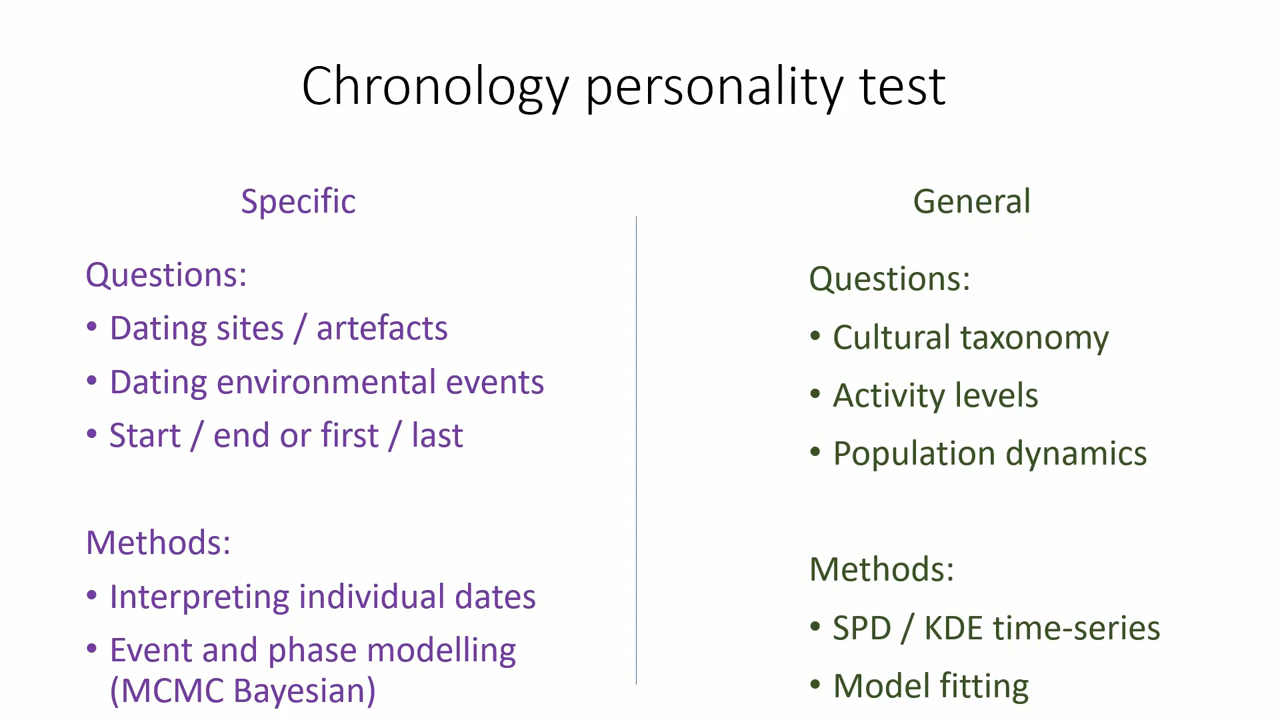 Chronology personality test
Specific
Questions:
• Dating sites / artefacts
• Dating environmental events
• Start / end or first / last
Methods:
• Interpreting individual dates
• Event and phase modelling
(MCMC Bayesian)
General
Questions:
• Cultural taxonomy
• Activity levels
• Population dynamics
Methods:
• SPD / KDE time-series
• Model fitting